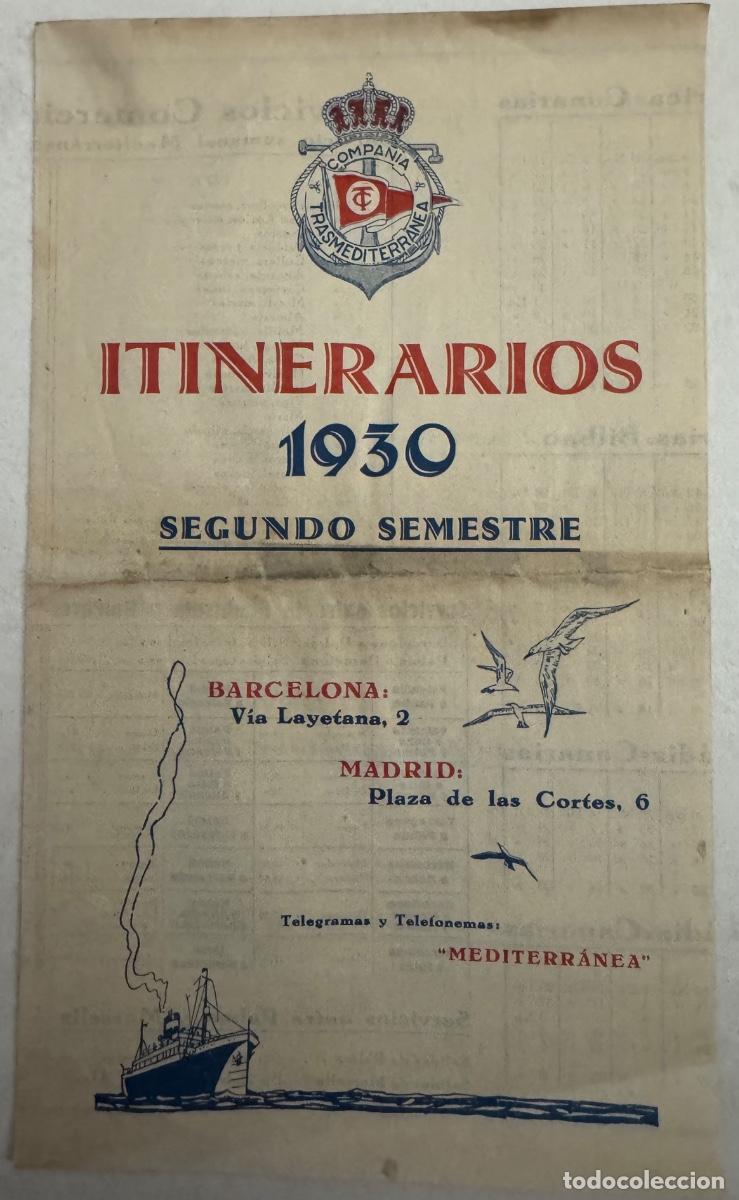 COMPAÑIA
TRASMEDITERRANEA
TC
ITINERARIOS
1930
SEGUNDO SEMESTRE
BARCELONA:
Vía Layetana, 2
MADRID:
Plaza de las Cortes, 6
Telegramas y Telefonemas:
"MEDITERRÁNEA"
todocoleccion